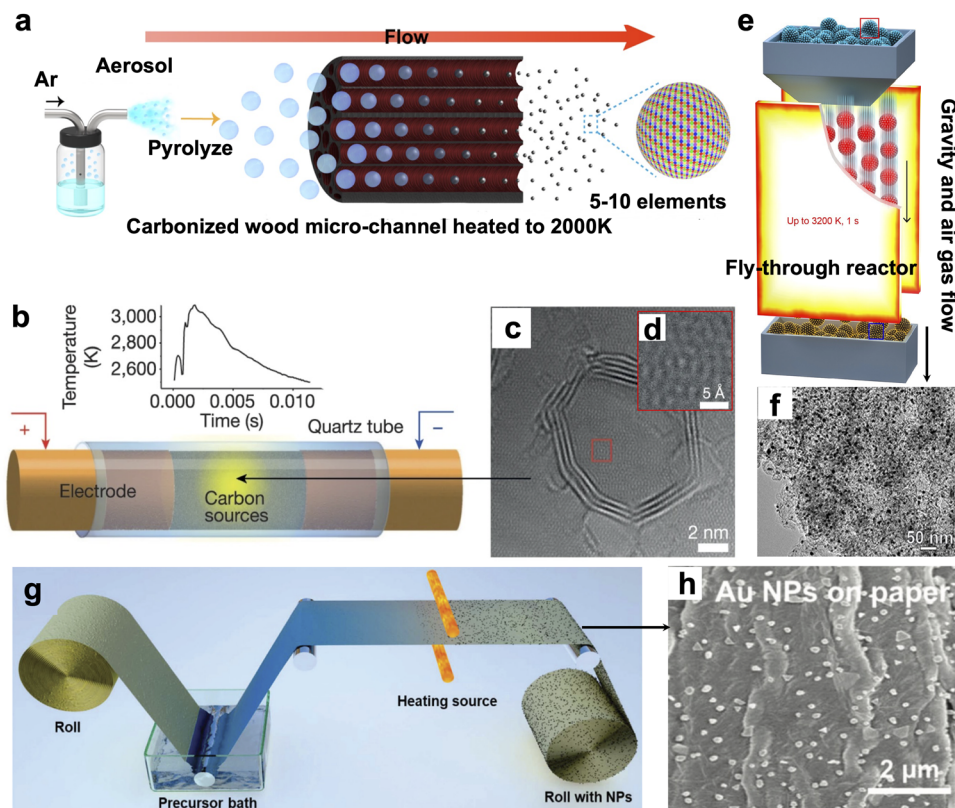 a
Flow
Aerosol
Ar
Pyrolyze
5-10 elements
Carbonized wood micro-channel heated to 2000K
e
Up to 3200 K, 1 s
Fly-through reactor
Gravity and air gas flow
b
Temperature
(K)
3,000
2,800
2,600
0.000 0.005 0.010
Time (s)
Quartz tube
+
−
Electrode
Carbon
sources
c
d
5 Å
2 nm
f
50 nm
g
Roll
Precursor bath
Heating source
Roll with NPs
h
Au NPs on paper
2 μm